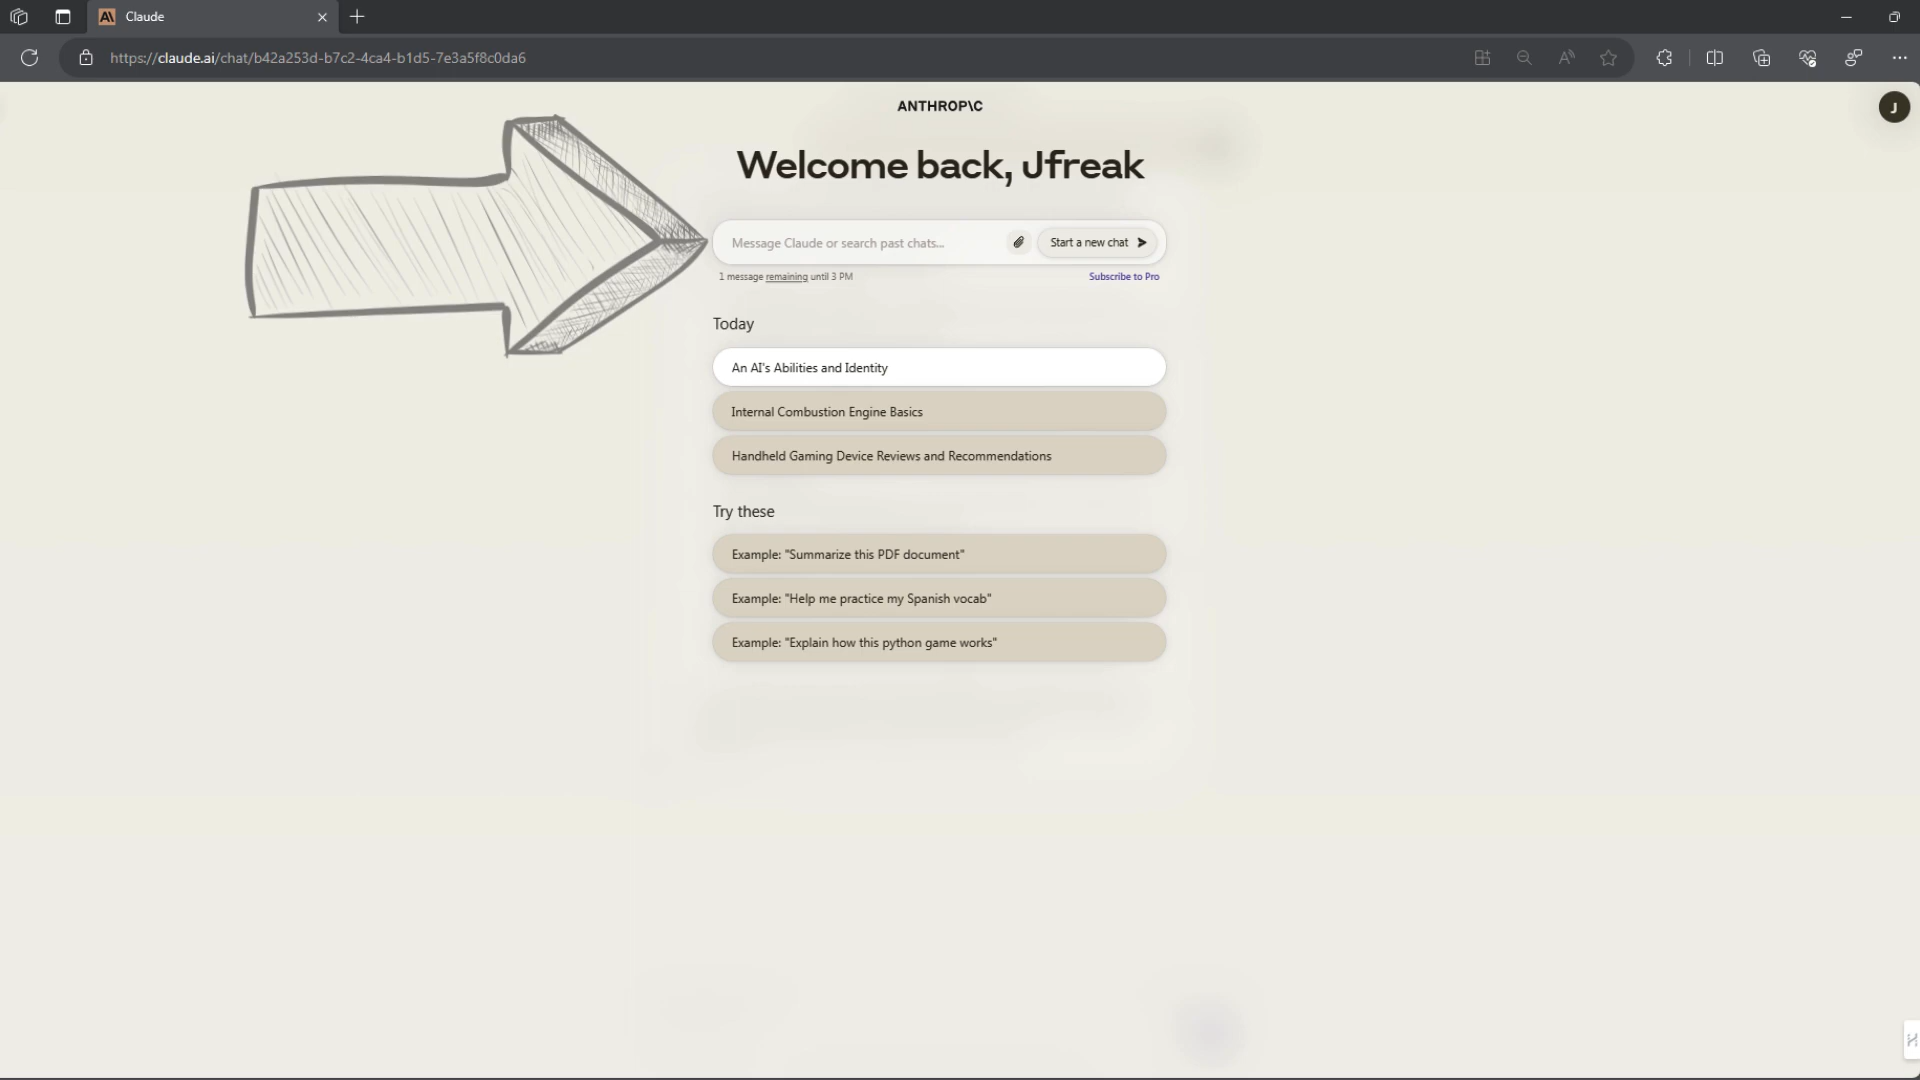 Claude
https://claude.ai/chat/b42a253d-b7c2-4ca4-b1d5-7e3a5f8c0da6
ANTHROP\C
J
Welcome back, Jfreak
Message Claude or search past chats...
Start a new chat
1 message remaining until 3 PM
Subscribe to Pro
Today
An AI's Abilities and Identity
Internal Combustion Engine Basics
Handheld Gaming Device Reviews and Recommendations
Try these
Example: "Summarize this PDF document"
Example: "Help me practice my Spanish vocab"
Example: "Explain how this python game works"